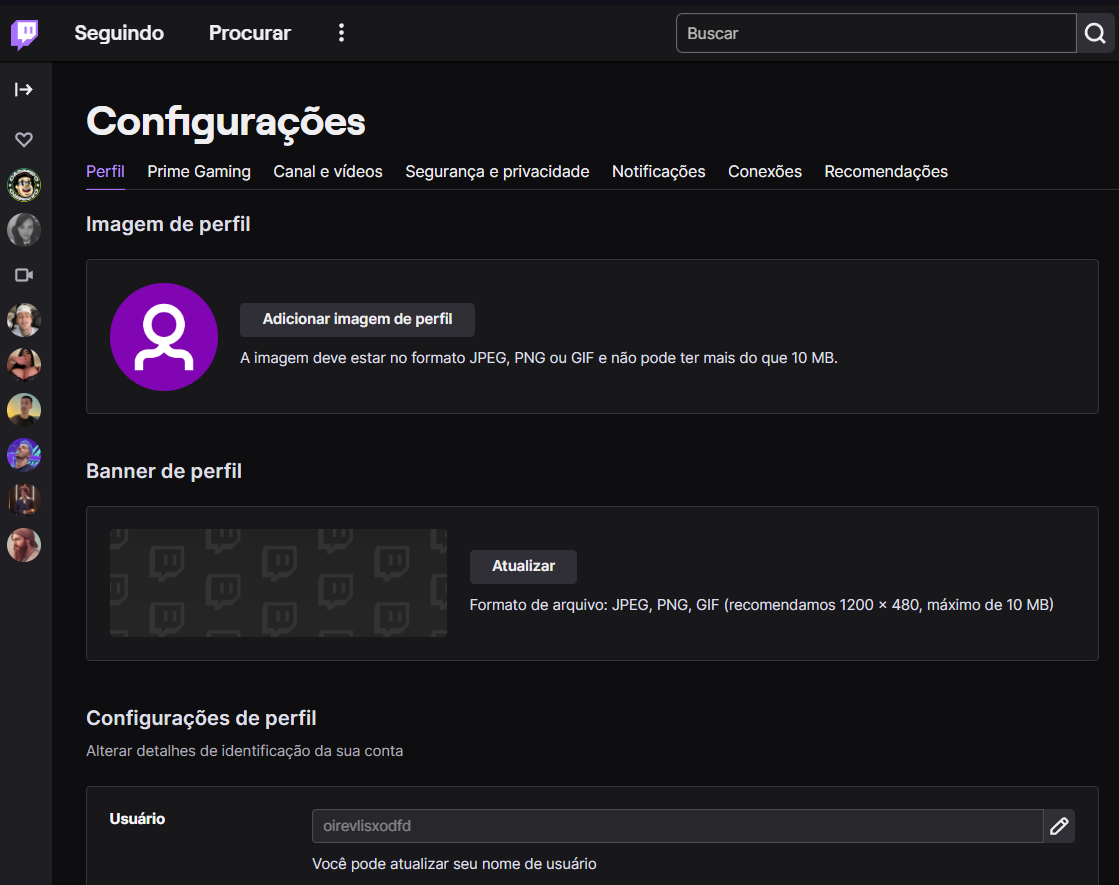 Seguindo Procurar Buscar
Configurações
Perfil Prime Gaming Canal e vídeos Segurança e privacidade Notificações Conexões Recomendações
Imagem de perfil
Adicionar imagem de perfil
A imagem deve estar no formato JPEG, PNG ou GIF e não pode ter mais do que 10 MB.
Banner de perfil
Atualizar
Formato de arquivo: JPEG, PNG, GIF (recomendamos 1200 × 480, máximo de 10 MB)
Configurações de perfil
Alterar detalhes de identificação da sua conta
Usuário oirevlisxodfd
Você pode atualizar seu nome de usuário